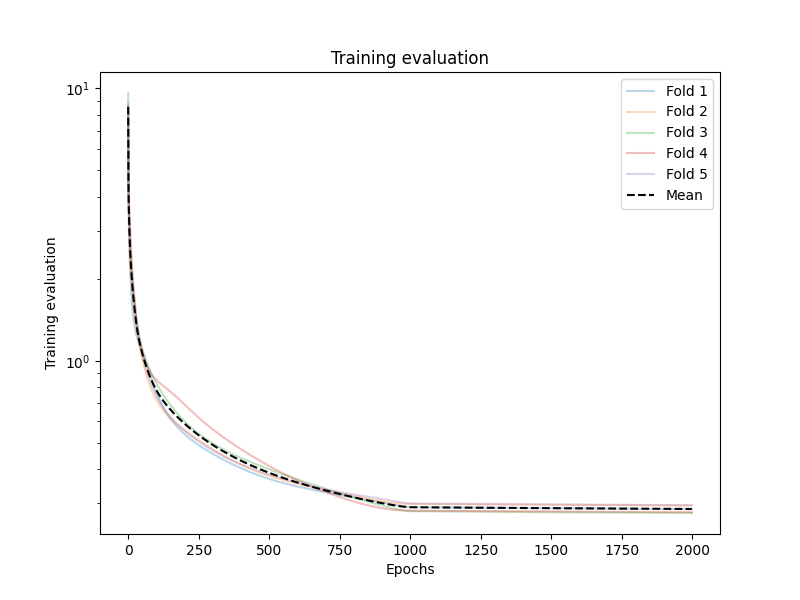 Training evaluation
Fold 1
Fold 2
Fold 3
Fold 4
Fold 5
Mean
Training evaluation
10¹
10⁰
0 250 500 750 1000 1250 1500 1750 2000
Epochs